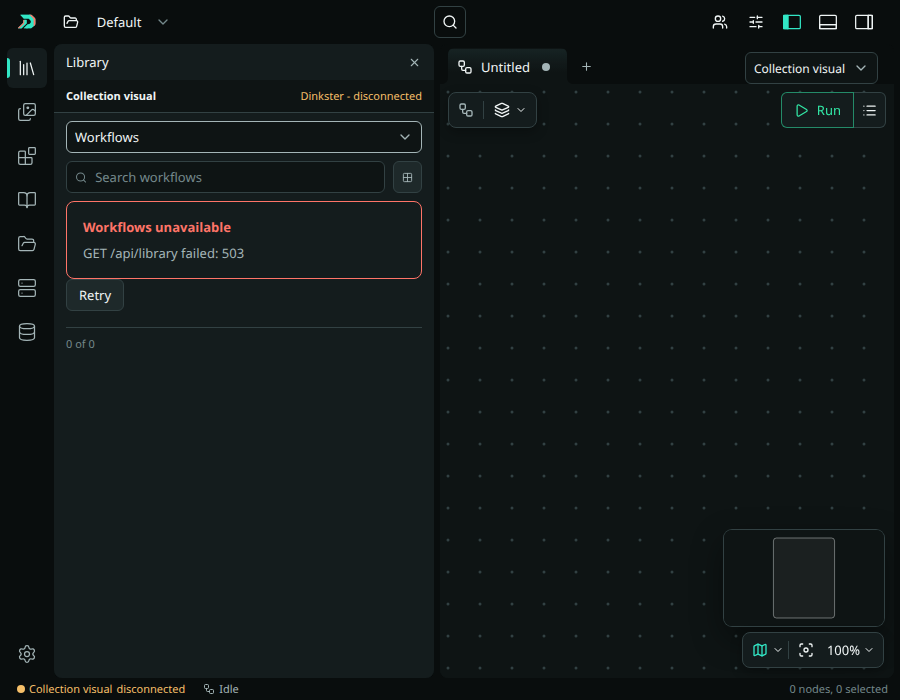 Default
Library
Collection visual
Dinkster - disconnected
Workflows
Search workflows
Workflows unavailable
GET /api/library failed: 503
Retry
0 of 0
Untitled
Collection visual
Run
100%
Collection visual disconnected
Idle
0 nodes, 0 selected